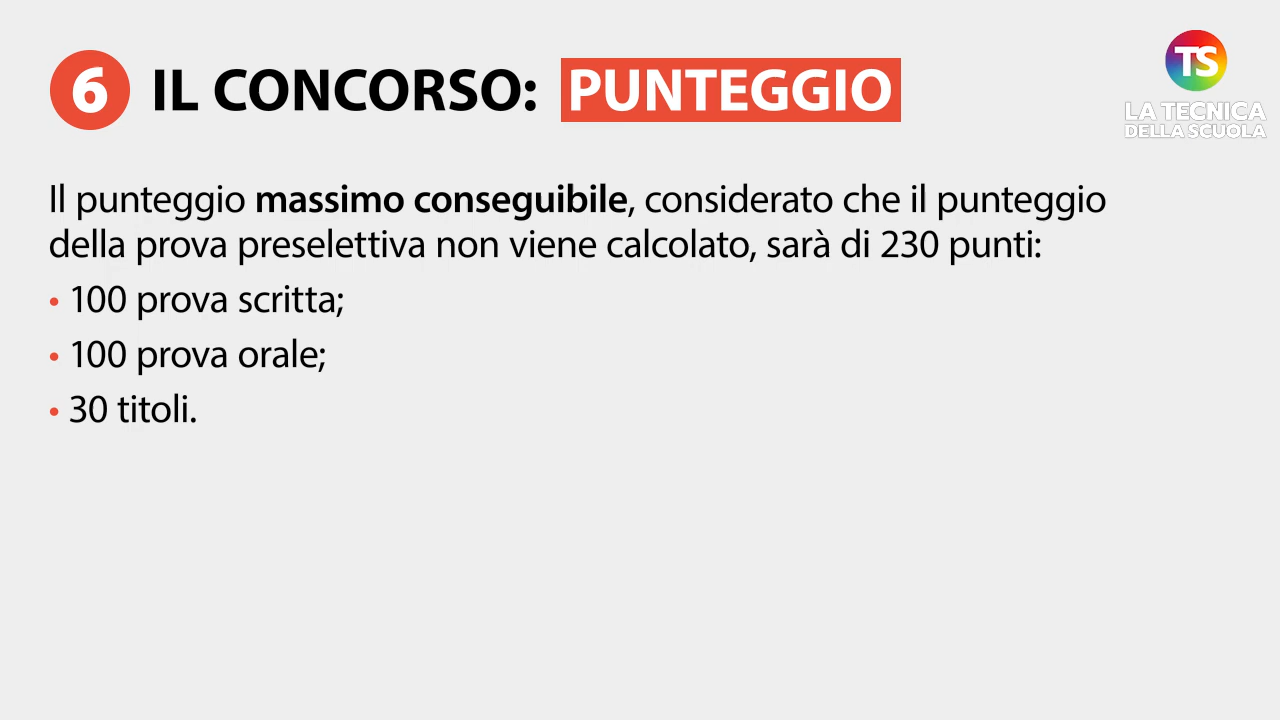 6 IL CONCORSO: PUNTEGGIO
TS
LA TECNICA
DELLA SCUOLA
Il punteggio massimo conseguibile, considerato che il punteggio
della prova preselettiva non viene calcolato, sarà di 230 punti:
• 100 prova scritta;
• 100 prova orale;
• 30 titoli.